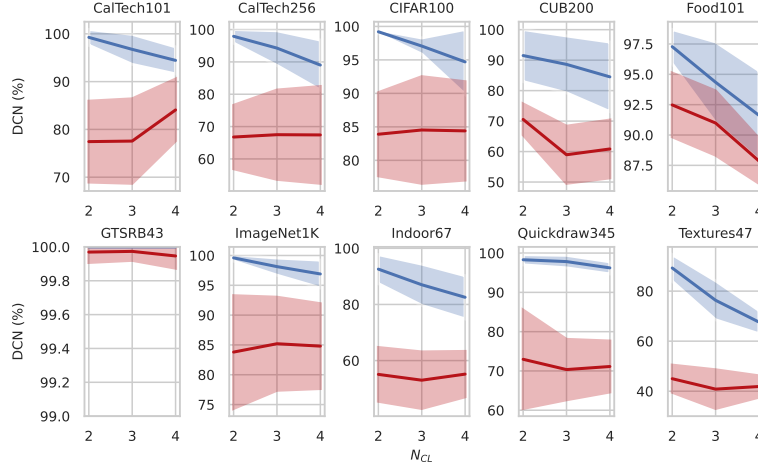 CalTech101 CalTech256 CIFAR100 CUB200 Food101
DCN (%)
100 90 80 70
100 90 80 70 60
100 95 90 85 80
100 90 80 70 60 50
97.5 95.0 92.5 90.0 87.5
2 3 4 2 3 4 2 3 4 2 3 4 2 3 4
GTSRB43 ImageNet1K Indoor67 Quickdraw345 Textures47
DCN (%)
100.0 99.8 99.6 99.4 99.2 99.0
100 95 90 85 80 75
100 80 60
100 90 80 70 60
80 60 40
2 3 4 2 3 4 2 3 4 2 3 4 2 3 4
N_CL